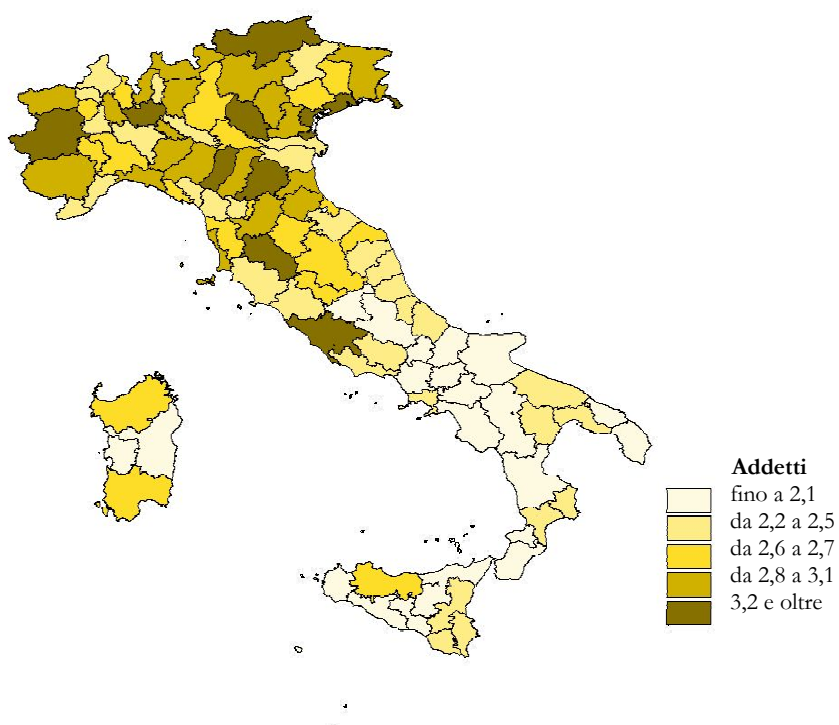 Addetti
fino a 2,1
da 2,2 a 2,5
da 2,6 a 2,7
da 2,8 a 3,1
3,2 e oltre